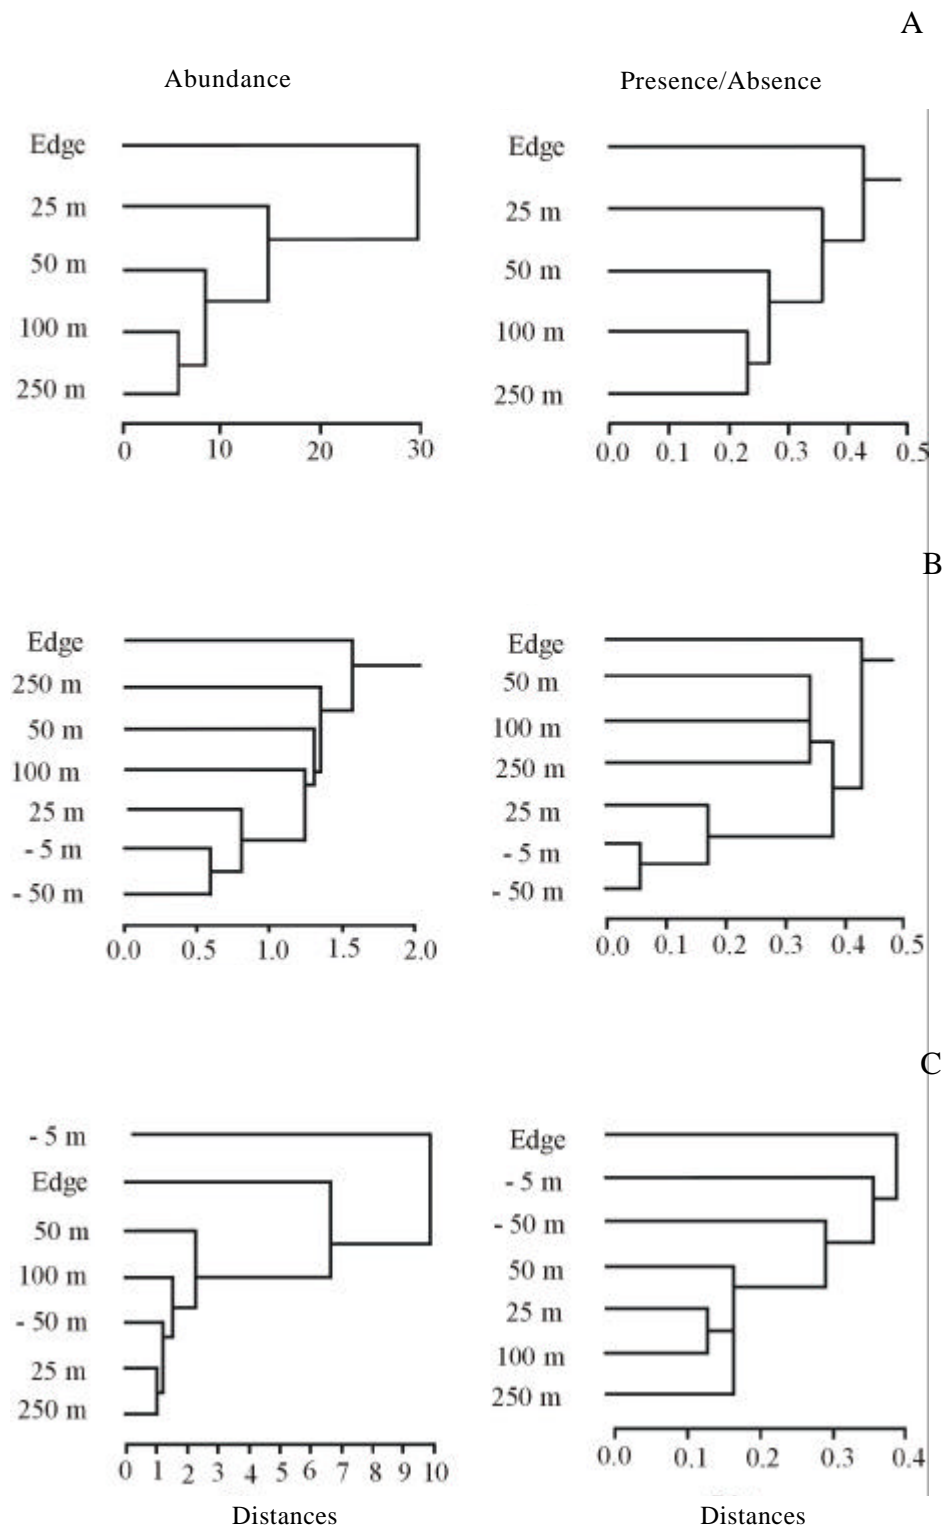 A
Abundance Presence/Absence
Edge
25 m
50 m
100 m
250 m
0 10 20 30
Edge
25 m
50 m
100 m
250 m
0.0 0.1 0.2 0.3 0.4 0.5
B
Edge
250 m
50 m
100 m
25 m
- 5 m
- 50 m
0.0 0.5 1.0 1.5 2.0
Edge
50 m
100 m
250 m
25 m
- 5 m
- 50 m
0.0 0.1 0.2 0.3 0.4 0.5
C
- 5 m
Edge
50 m
100 m
- 50 m
25 m
250 m
0 1 2 3 4 5 6 7 8 9 10
Distances
Edge
- 5 m
- 50 m
50 m
25 m
100 m
250 m
0.0 0.1 0.2 0.3 0.4
Distances